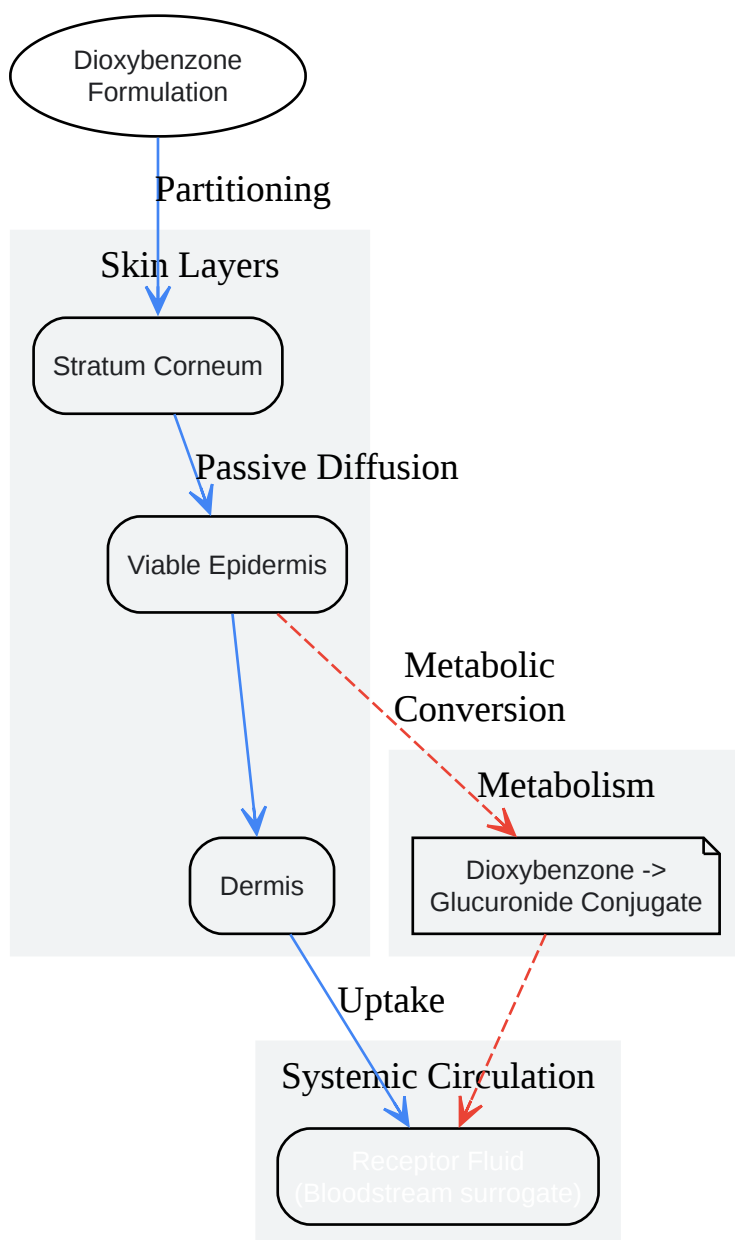 Dioxybenzone
Formulation
Partitioning
Skin Layers
Stratum Corneum
Passive Diffusion
Viable Epidermis
Metabolic
Conversion
Metabolism
Dermis
Dioxybenzone ->
Glucuronide Conjugate
Uptake
Systemic Circulation
Receptor Fluid
(Bloodstream surrogate)